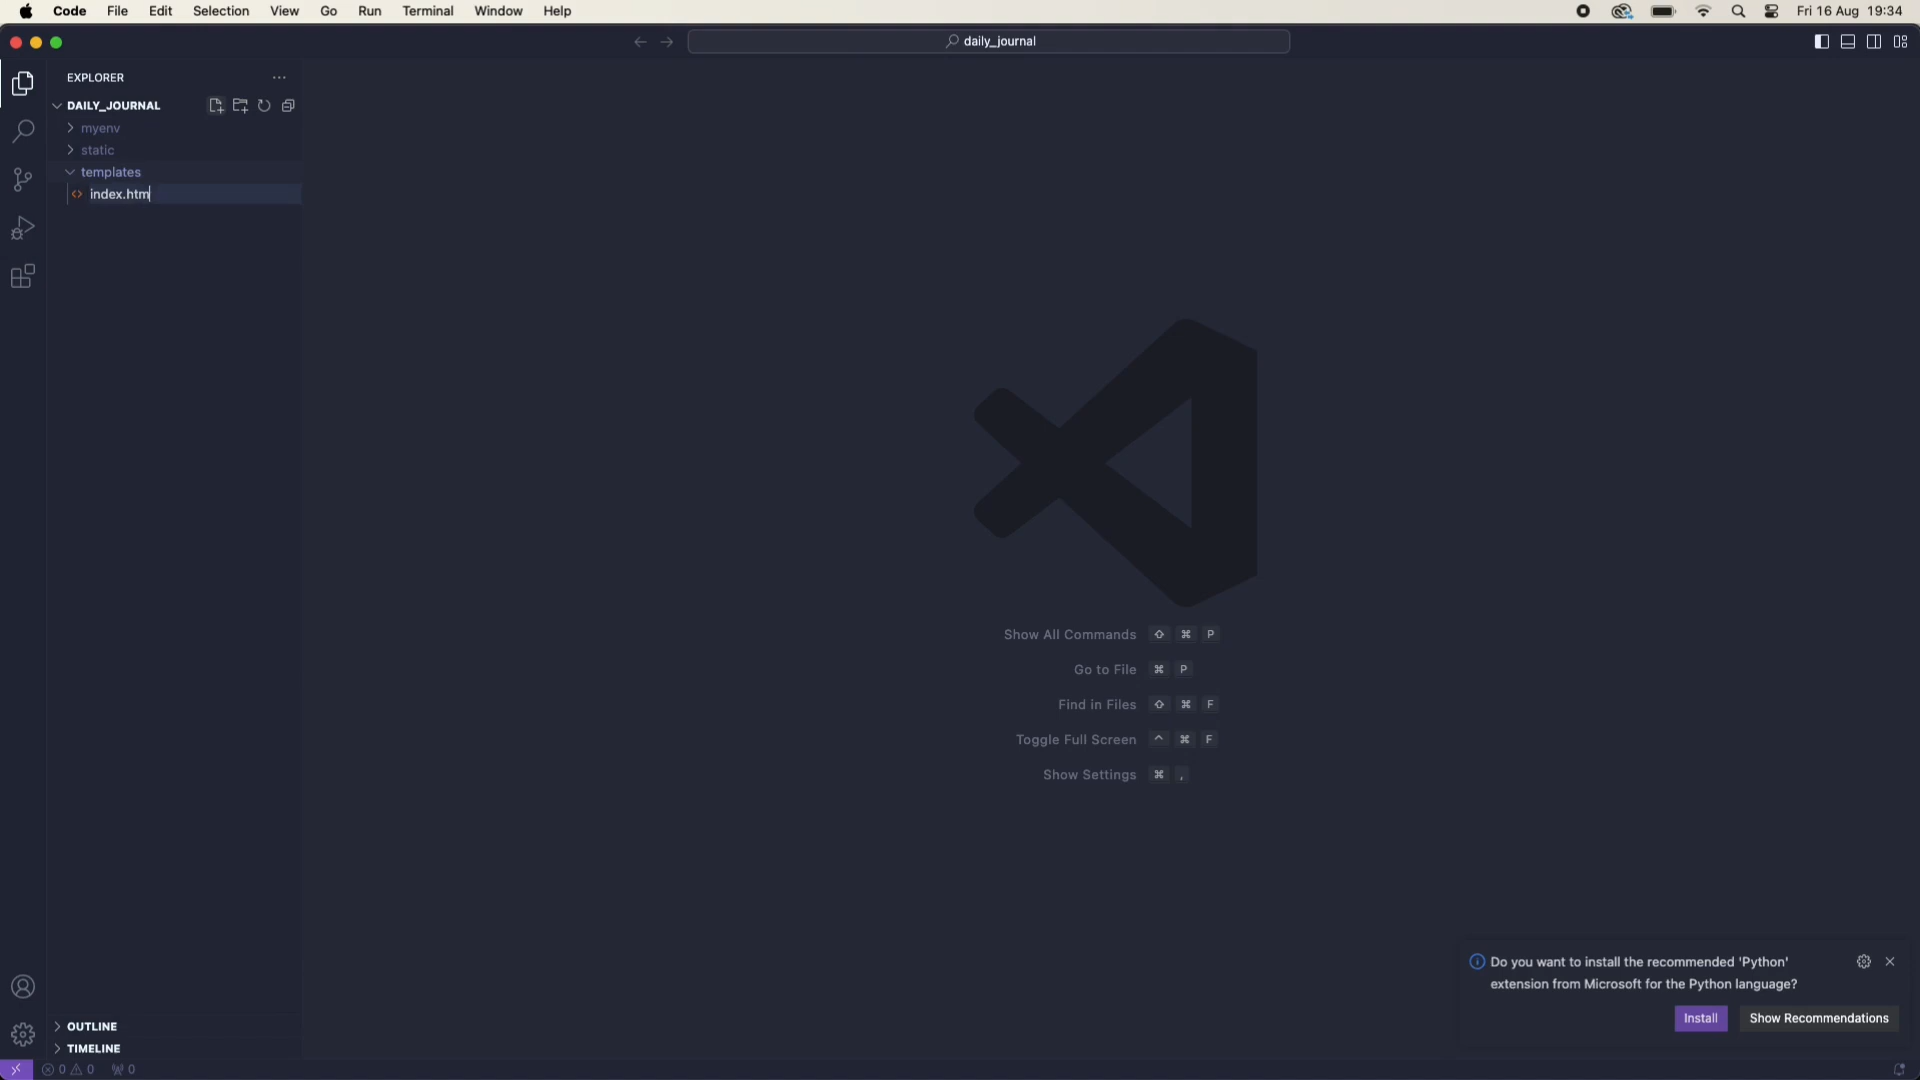 Code File Edit Selection View Go Run Terminal Window Help Fri 16 Aug 19:34
daily_journal
EXPLORER
DAILY_JOURNAL
myenv
static
templates
index.htm
Show All Commands ⇧ ⌘ P
Go to File ⌘ P
Find in Files ⇧ ⌘ F
Toggle Full Screen ^ ⌘ F
Show Settings ⌘ ,
Do you want to install the recommended 'Python'
extension from Microsoft for the Python language?
Install Show Recommendations
OUTLINE
TIMELINE
0 0 0